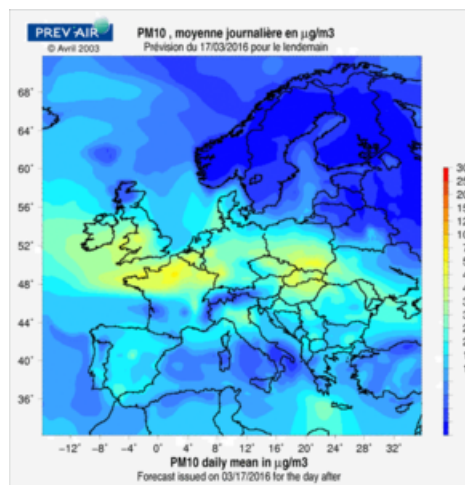 PREV'AIR
© Avril 2003
PM10 , moyenne journalière en µg/m3
Prévision du 17/03/2016 pour le lendemain
68°
64°
60°
56°
52°
48°
44°
40°
36°
−12° −8° −4° 0° 4° 8° 12° 16° 20° 24° 28° 32°
PM10 daily mean in µg/m3
Forecast issued on 03/17/2016 for the day after